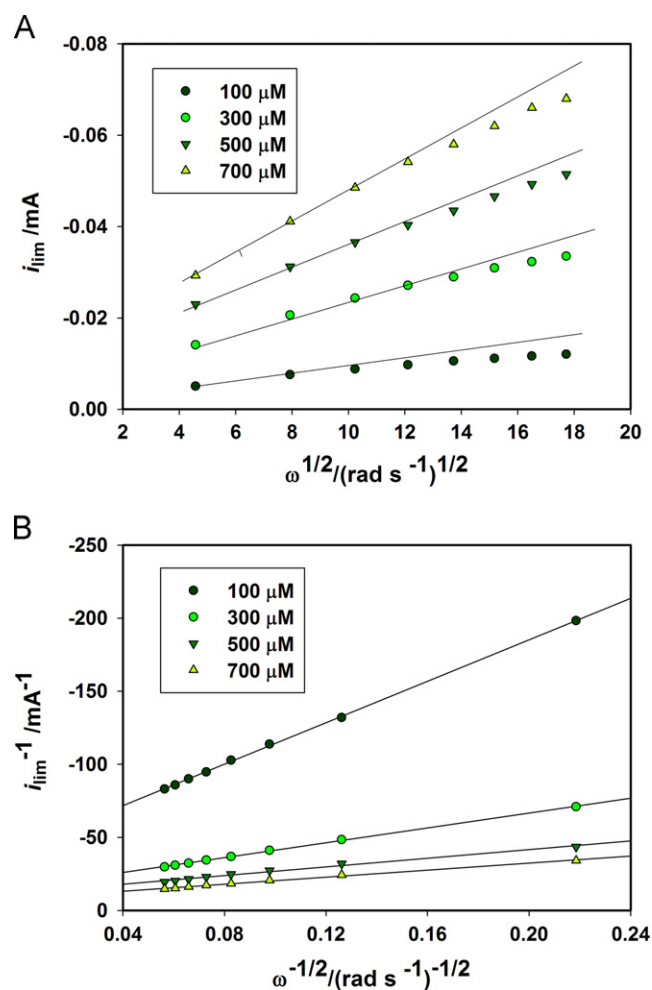 A
-0.08
-0.06
-0.04
-0.02
0.00
i_lim /mA
100 μM
300 μM
500 μM
700 μM
2 4 6 8 10 12 14 16 18 20
ω^1/2/(rad s ^-1)^1/2
B
-250
-200
-150
-100
-50
0
i_lim^-1 /mA^-1
100 μM
300 μM
500 μM
700 μM
0.04 0.08 0.12 0.16 0.20 0.24
ω^-1/2/(rad s ^-1)^-1/2